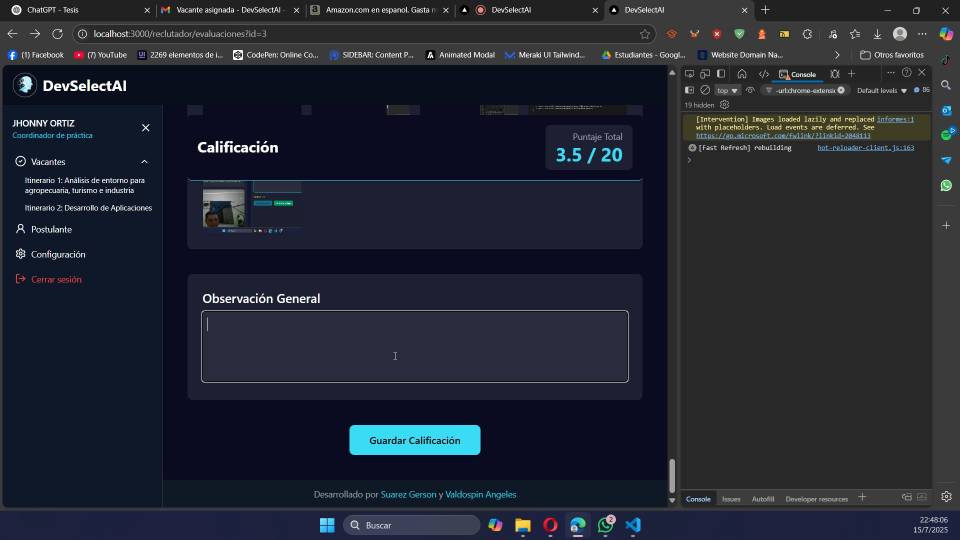 ChatGPT - Tesis
Vacante asignada - DevSelectAI -
Amazon.com en espanol. Gasta m
DevSelectAI
DevSelectAI
localhost:3000/reclutador/evaluaciones?id=3
(1) Facebook
(7) YouTube
2269 elementos de i...
CodePen: Online Co...
SIDEBAR: Content P...
Animated Modal
Meraki UI Tailwind...
Estudiantes - Googl...
Website Domain Na...
Otros favoritos
DevSelectAI
JHONNY ORTIZ
Coordinador de práctica
Vacantes
Itinerario 1: Análisis de entorno para
agropecuaria, turismo e industria
Itinerario 2: Desarrollo de Aplicaciones
Postulante
Configuración
Cerrar sesión
Calificación
Puntaje Total
3.5 / 20
Observación General
Guardar Calificación
Desarrollado por Suarez Gerson y Valdospin Angeles
Console
top
-url:chrome-extensi
Default levels
86
19 hidden
[Intervention] Images loaded lazily and replaced informes:1
with placeholders. Load events are deferred. See
https://go.microsoft.com/fwlink/?linkid=2048113
[Fast Refresh] rebuilding hot-reloader-client.js:163
Console
Issues
Autofill
Developer resources
Buscar
2
22:48:06
15/7/2025